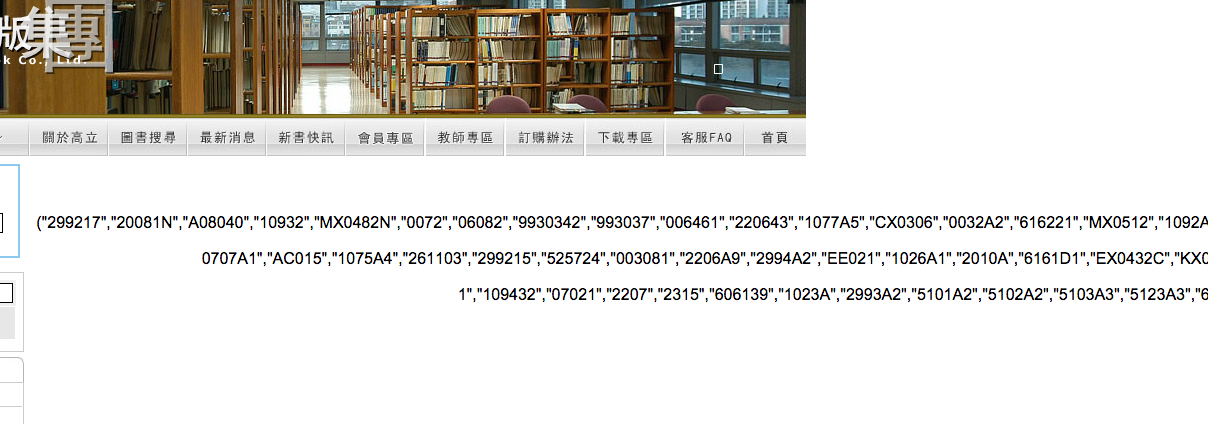 版集團
k Co., Ltd.
關於高立 圖書搜尋 最新消息 新書快訊 會員專區 教師專區 訂購辦法 下載專區 客服FAQ 首頁
("299217","20081N","A08040","10932","MX0482N","0072","06082","9930342","993037","006461","220643","1077A5","CX0306","0032A2","616221","MX0512","1092A
0707A1","AC015","1075A4","261103","299215","525724","003081","2206A9","2994A2","EE021","1026A1","2010A","6161D1","EX0432C","KX0
1","109432","07021","2207","2315","606139","1023A","2993A2","5101A2","5102A2","5103A3","5123A3","6